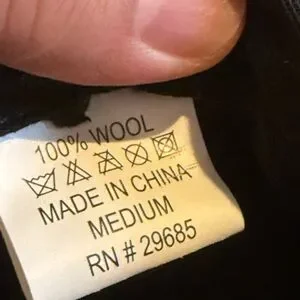 100% WOOL
MADE IN CHINA
MEDIUM
RN # 29685